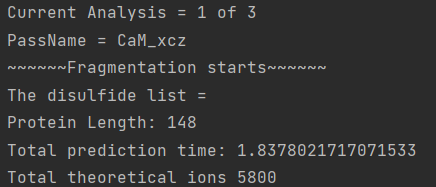 Current Analysis = 1 of 3
PassName = CaM_xcz
~~~~~~Fragmentation starts~~~~~~
The disulfide list =
Protein Length: 148
Total prediction time: 1.8378021717071533
Total theoretical ions 5800